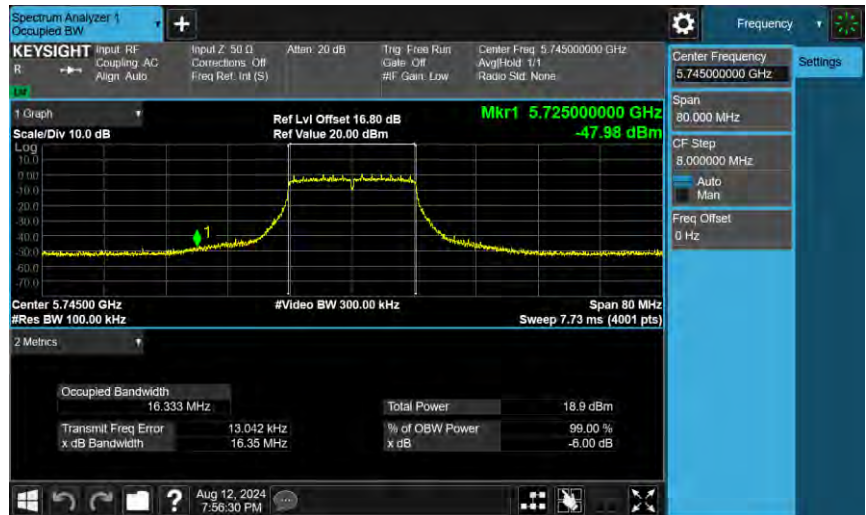 Spectrum Analyzer 1
Occupied BW
Frequency
KEYSIGHT
R
Input: RF
Coupling: AC
Align: Auto
Input Z: 50 Ω
Corrections: Off
Freq Ref: Int (S)
Atten: 20 dB
Trig: Free Run
Gate: Off
#IF Gain: Low
Center Freq: 5.745000000 GHz
Avg|Hold: 1/1
Radio Std: None
1 Graph
Scale/Div 10.0 dB
Ref Lvl Offset 16.80 dB
Ref Value 20.00 dBm
Mkr1 5.725000000 GHz
-47.98 dBm
Log
10.0
0.00
-10.0
-20.0
-30.0
-40.0
-50.0
-60.0
-70.0
1
Center 5.74500 GHz
#Res BW 100.00 kHz
#Video BW 300.00 kHz
Span 80 MHz
Sweep 7.73 ms (4001 pts)
2 Metrics
Occupied Bandwidth
16.333 MHz
Transmit Freq Error 13.042 kHz
x dB Bandwidth 16.35 MHz
Total Power 18.9 dBm
% of OBW Power 99.00 %
x dB -6.00 dB
Center Frequency
5.745000000 GHz
Span
80.000 MHz
CF Step
8.000000 MHz
Auto
Man
Freq Offset
0 Hz
Settings
?
Aug 12, 2024
7:56:30 PM